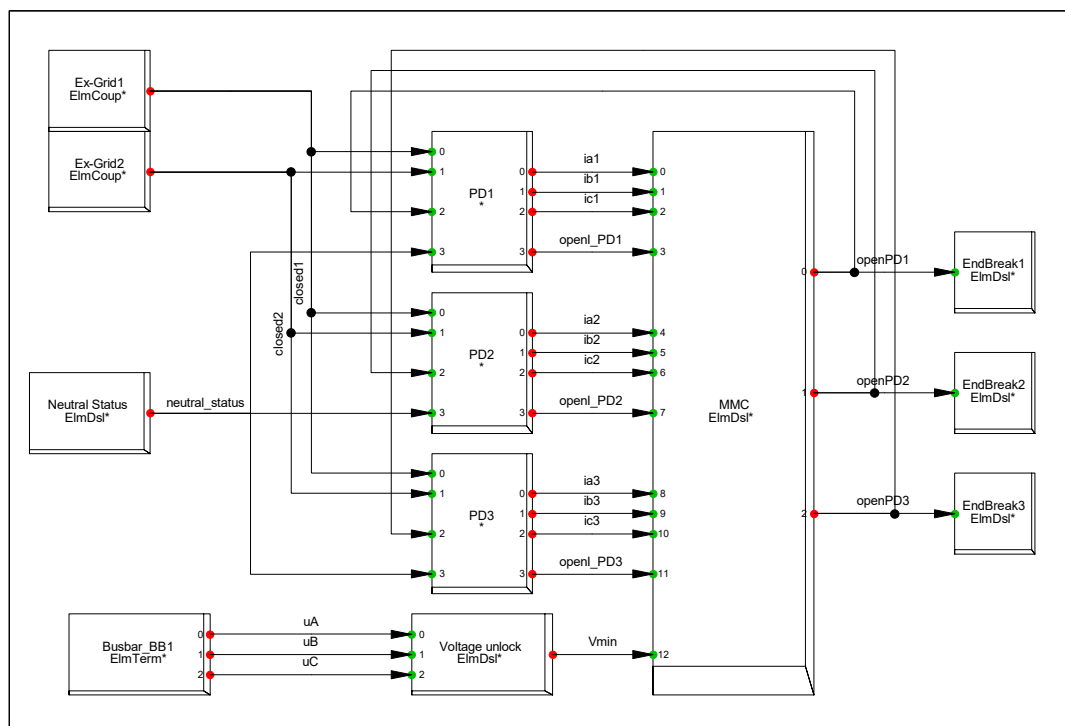 Ex-Grid1
ElmCoup*
Ex-Grid2
ElmCoup*
closed1
closed2
Neutral Status
ElmDsl*
neutral_status
0
1
2
3
PD1
*
0
1
2
3
ia1
ib1
ic1
openI_PD1
0
1
2
3
PD2
*
0
1
2
3
ia2
ib2
ic2
openI_PD2
0
1
2
3
PD3
*
0
1
2
3
ia3
ib3
ic3
openI_PD3
Busbar_BB1
ElmTerm*
0
1
2
uA
uB
uC
0
1
2
Voltage unlock
ElmDsl*
Vmin
0
1
2
3
4
5
6
7
8
9
10
11
12
MMC
ElmDsl*
0
1
2
openPD1
openPD2
openPD3
EndBreak1
ElmDsl*
EndBreak2
ElmDsl*
EndBreak3
ElmDsl*